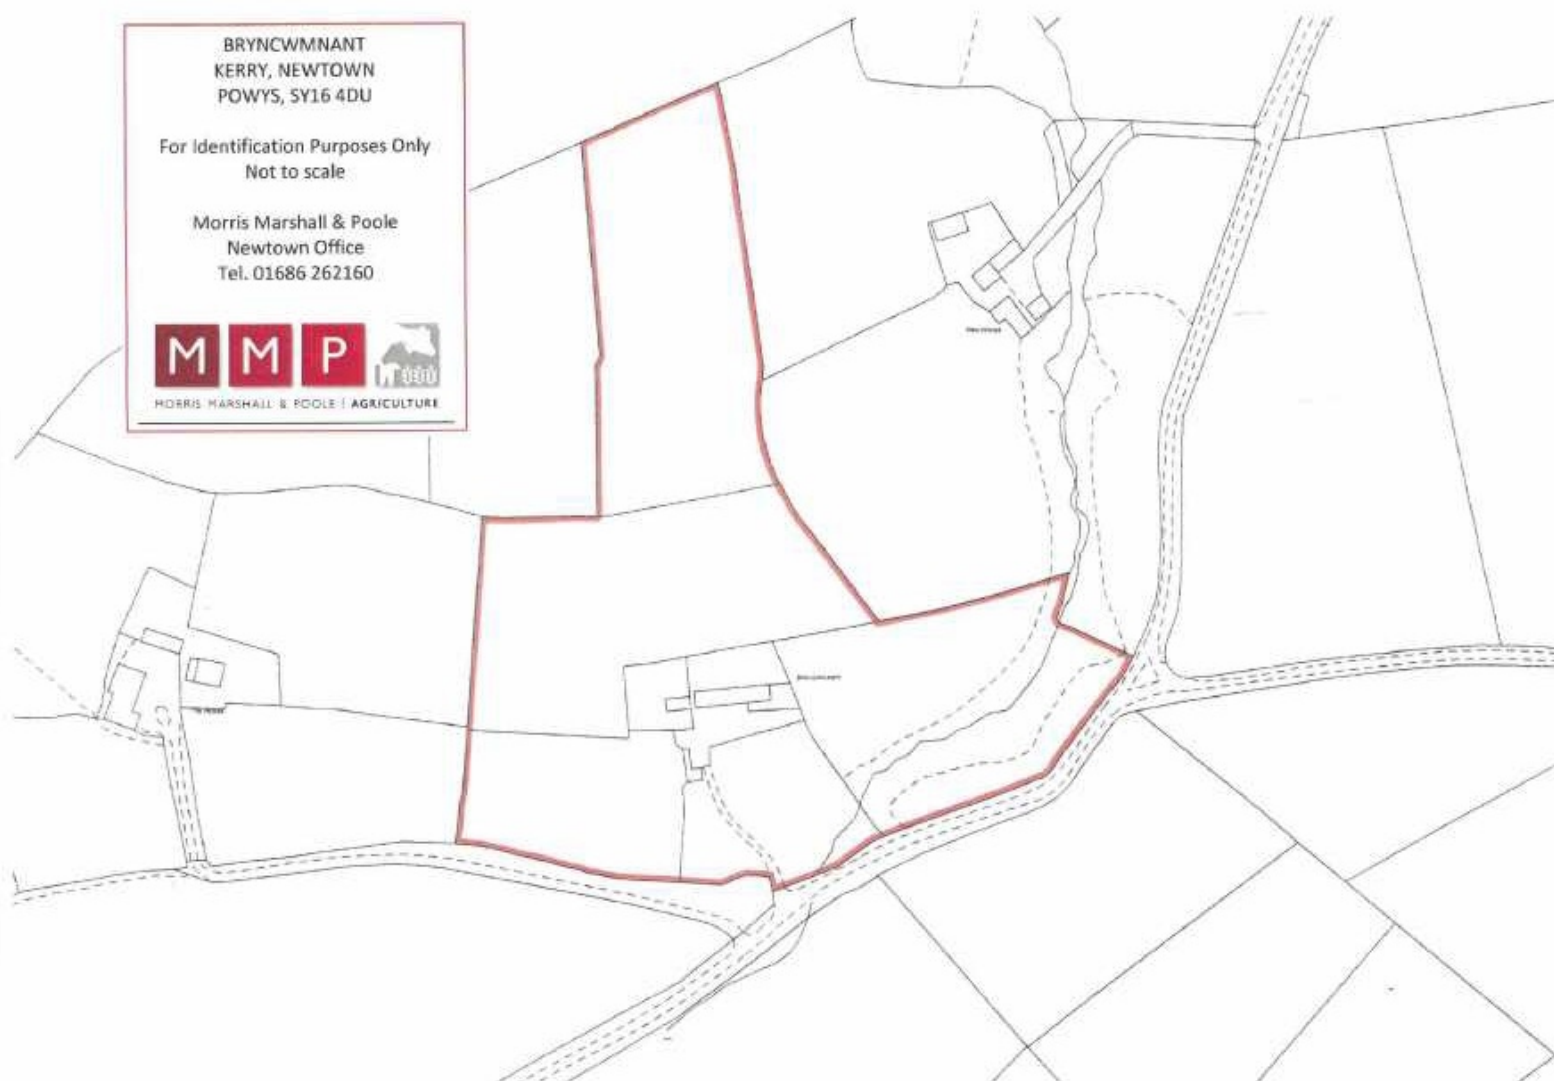 BRYNCWMNANT
KERRY, NEWTOWN
POWYS, SY16 4DU
For Identification Purposes Only
Not to scale
Morris Marshall & Poole
Newtown Office
Tel. 01686 262160
M M P
MORRIS MARSHALL & POOLE | AGRICULTURE